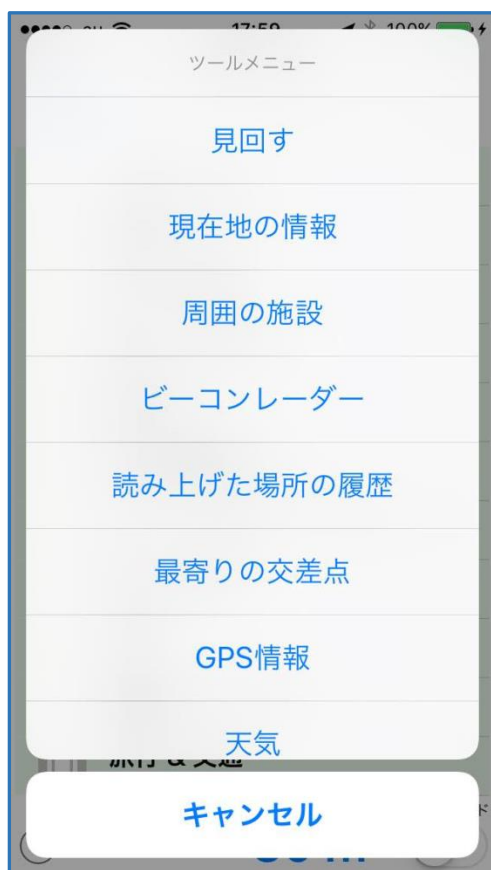 17:59
100%
ツールメニュー
見回す
現在地の情報
周囲の施設
ビーコンレーダー
読み上げた場所の履歴
最寄りの交差点
GPS情報
天気
キャンセル